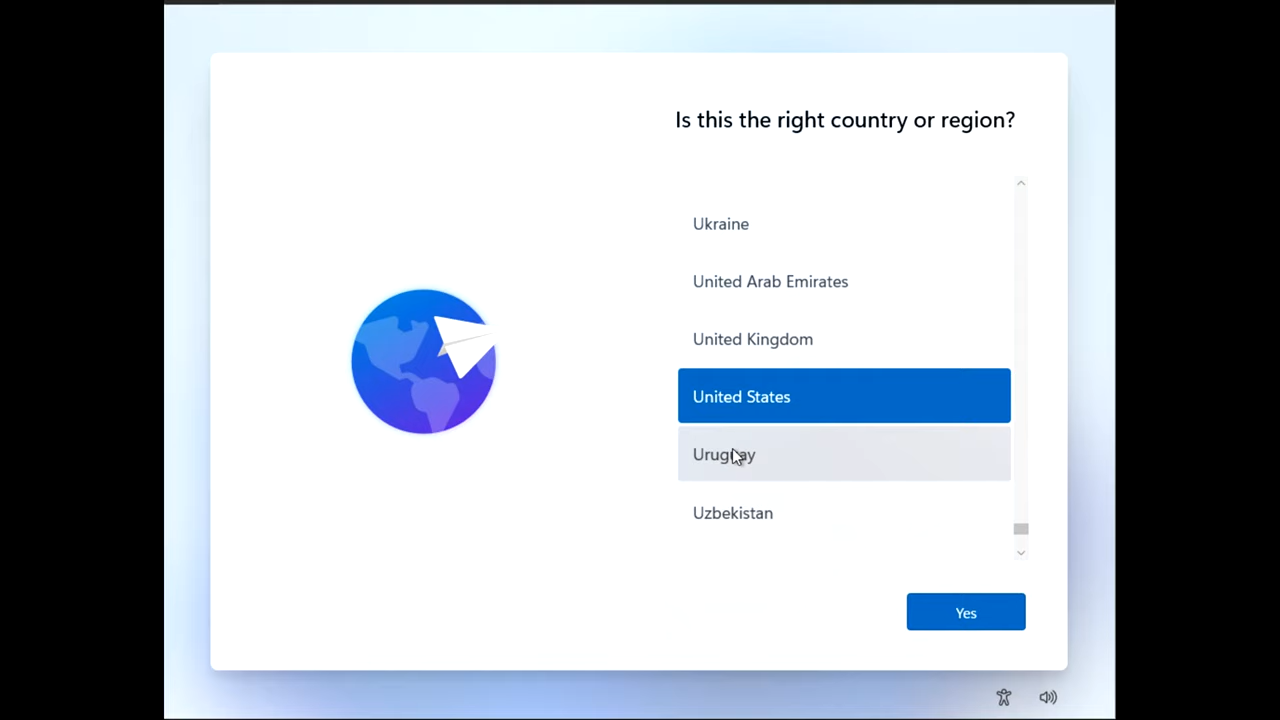 Is this the right country or region?
Ukraine
United Arab Emirates
United Kingdom
United States
Uruguay
Uzbekistan
Yes